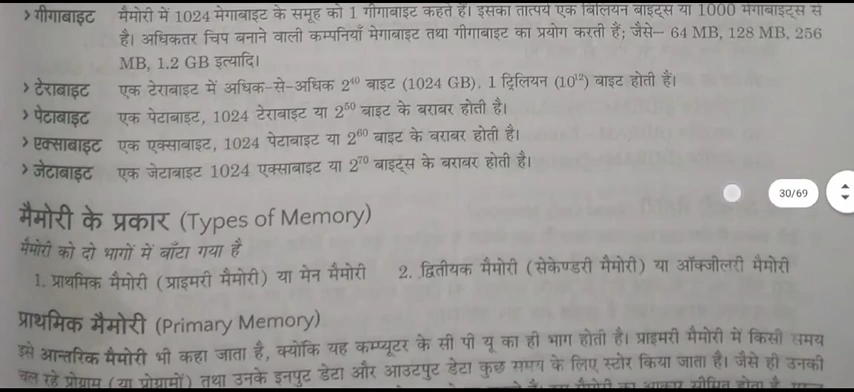 > गीगाबाइट मैमोरी में 1024 मेगाबाइट के समूह को 1 गीगाबाइट कहते हैं। इसका तात्पर्य एक बिलियन बाइट्स या 1000 मेगाबाइट्स से
है। अधिकतर चिप बनाने वाली कम्पनियाँ मेगाबाइट तथा गीगाबाइट का प्रयोग करती हैं; जैसे– 64 MB, 128 MB, 256
MB, 1.2 GB इत्यादि।
> टेराबाइट एक टेराबाइट में अधिक-से-अधिक 2⁴⁰ बाइट (1024 GB), 1 ट्रिलियन (10¹²) बाइट होती हैं।
> पेटाबाइट एक पेटाबाइट, 1024 टेराबाइट या 2⁵⁰ बाइट के बराबर होती है।
> एक्साबाइट एक एक्साबाइट, 1024 पेटाबाइट या 2⁶⁰ बाइट के बराबर होती है।
> जेटाबाइट एक जेटाबाइट 1024 एक्साबाइट या 2⁷⁰ बाइट्स के बराबर होती है।
30/69
मैमोरी के प्रकार (Types of Memory)
मैमोरी को दो भागों में बाँटा गया है
1. प्राथमिक मैमोरी (प्राइमरी मैमोरी) या मेन मैमोरी 2. द्वितीयक मैमोरी (सेकेण्डरी मैमोरी) या ऑक्जीलरी मैमोरी
प्राथमिक मैमोरी (Primary Memory)
इसे आन्तरिक मैमोरी भी कहा जाता है, क्योंकि यह कम्प्यूटर के सी पी यू का ही भाग होती है। प्राइमरी मैमोरी में किसी समय
चल रहे प्रोग्राम (या प्रोग्रामों) तथा उनके इनपुट डेटा और आउटपुट डेटा कुछ समय के लिए स्टोर किया जाता है। जैसे ही उनकी